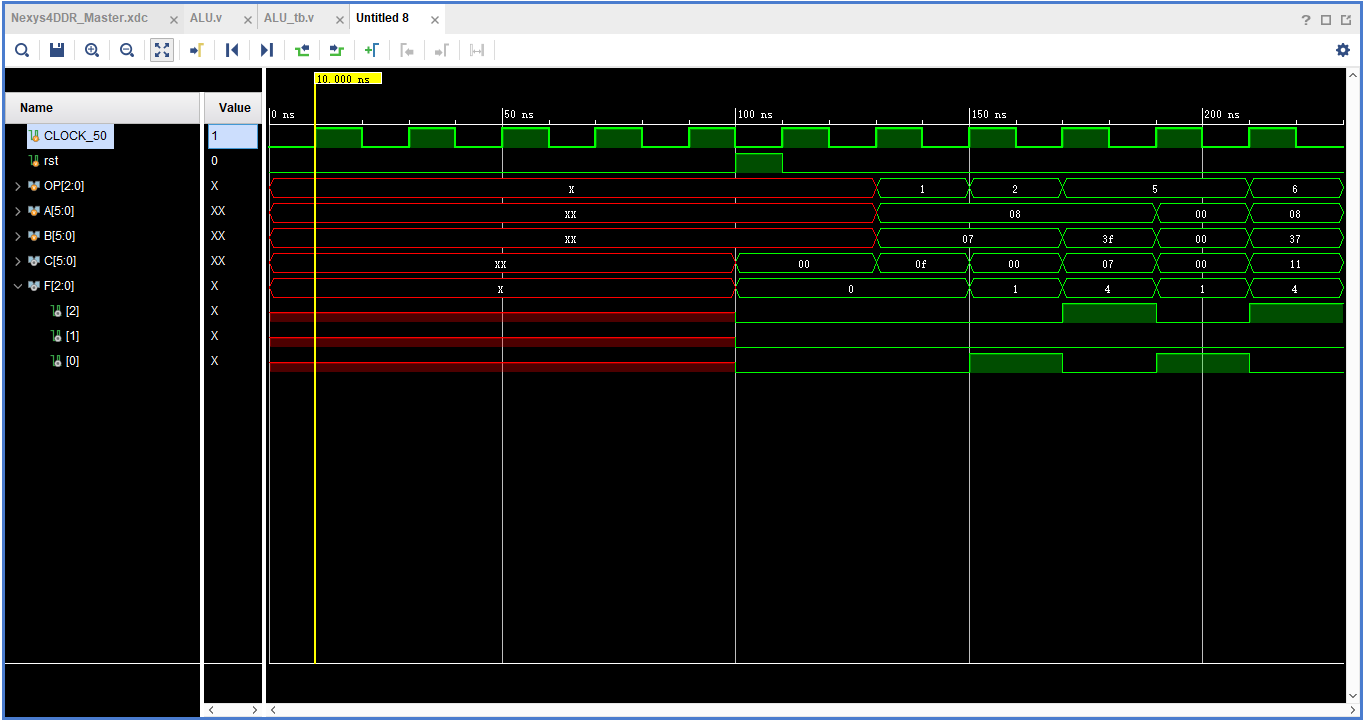 Nexys4DDR_Master.xdc × ALU.v × ALU_tb.v × Untitled 8 × ?
10.000 ns
Name Value 0 ns 50 ns 100 ns 150 ns 200 ns
CLOCK_50 1
rst 0
OP[2:0] X X 1 2 5 6
A[5:0] XX XX 08 00 08
B[5:0] XX XX 07 3f 00 37
C[5:0] XX XX 00 0f 00 07 00 11
F[2:0] X X 0 1 4 1 4
[2] X
[1] X
[0] X